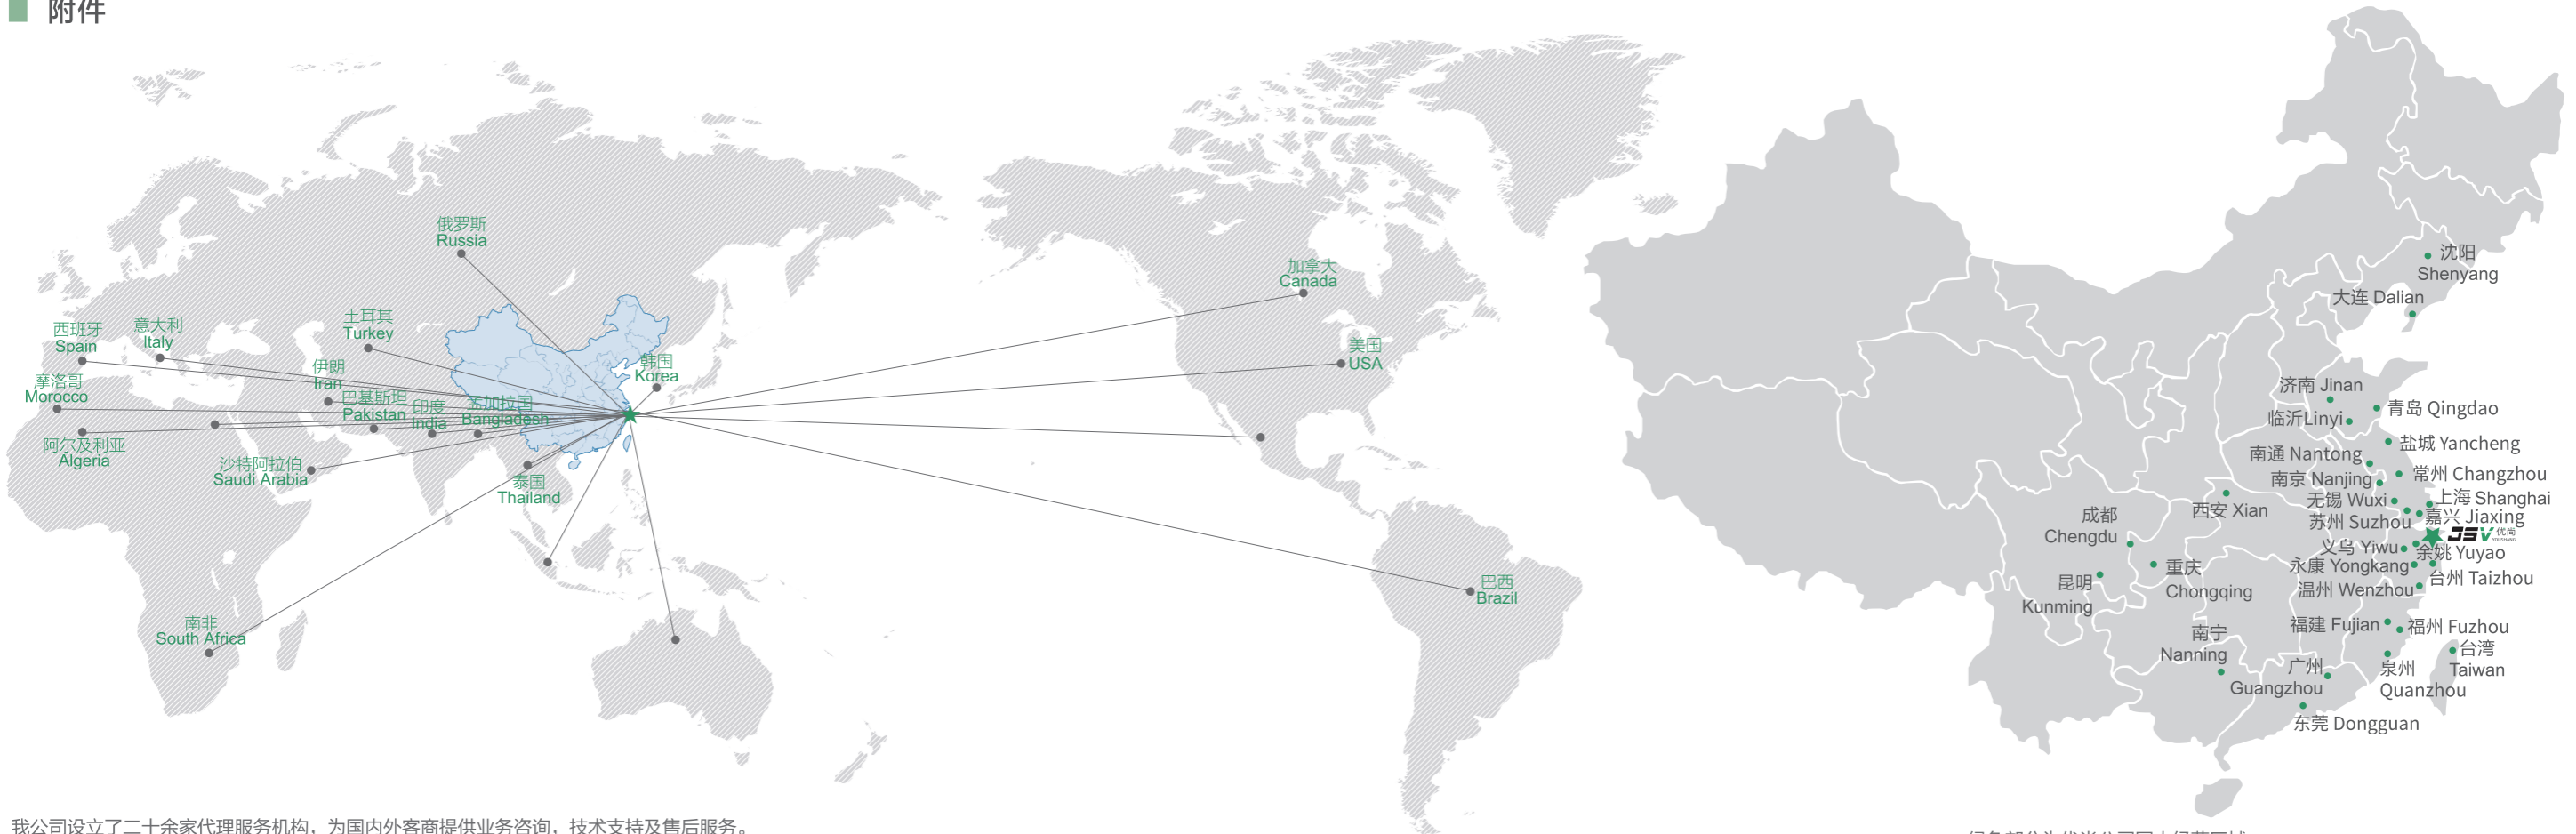 附件
俄罗斯
Russia
加拿大
Canada
西班牙
Spain
意大利
Italy
土耳其
Turkey
韩国
Korea
美国
USA
伊朗
Iran
摩洛哥
Morocco
巴基斯坦
Pakistan
印度
India
孟加拉国
Bangladesh
阿尔及利亚
Algeria
沙特阿拉伯
Saudi Arabia
泰国
Thailand
南非
South Africa
巴西
Brazil
沈阳
Shenyang
大连 Dalian
济南 Jinan
青岛 Qingdao
临沂Linyi
盐城 Yancheng
南通 Nantong
常州 Changzhou
南京 Nanjing
无锡 Wuxi
上海 Shanghai
苏州 Suzhou
嘉兴 Jiaxing
JSV 优尚
西安 Xian
成都
Chengdu
义乌 Yiwu
余姚 Yuyao
永康 Yongkang
台州 Taizhou
温州 Wenzhou
重庆
Chongqing
昆明
Kunming
福建 Fujian
福州 Fuzhou
南宁
Nanning
台湾
Taiwan
泉州
Quanzhou
广州
Guangzhou
东莞 Dongguan
我公司设立了二十余家代理服务机构，为国内外客商提供业务咨询，技术支持及售后服务。